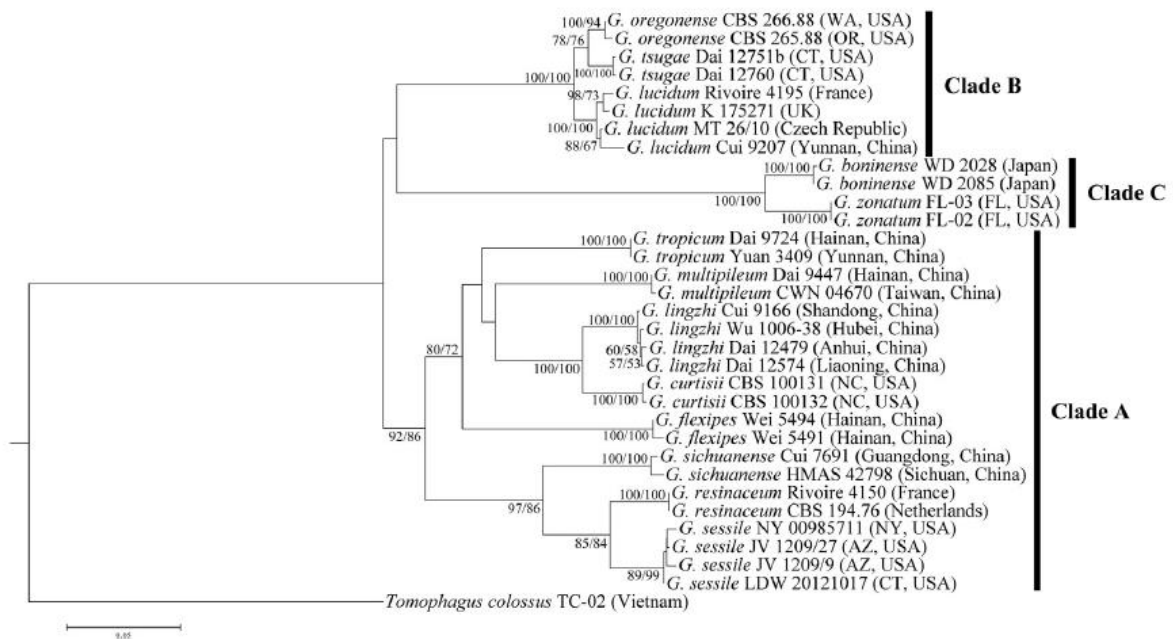 100/94
G. oregonense CBS 266.88 (WA, USA)
78/76
G. oregonense CBS 265.88 (OR, USA)
G. tsugae Dai 12751b (CT, USA)
100/100
G. tsugae Dai 12760 (CT, USA)
100/100
98/73
G. lucidum Rivoire 4195 (France)
G. lucidum K 175271 (UK)
100/100
G. lucidum MT 26/10 (Czech Republic)
88/67
G. lucidum Cui 9207 (Yunnan, China)
Clade B
100/100
G. boninense WD 2028 (Japan)
G. boninense WD 2085 (Japan)
100/100
G. zonatum FL-03 (FL, USA)
100/100
G. zonatum FL-02 (FL, USA)
Clade C
100/100
G. tropicum Dai 9724 (Hainan, China)
G. tropicum Yuan 3409 (Yunnan, China)
100/100
G. multipileum Dai 9447 (Hainan, China)
G. multipileum CWN 04670 (Taiwan, China)
G. lingzhi Cui 9166 (Shandong, China)
100/100
G. lingzhi Wu 1006-38 (Hubei, China)
60/58
G. lingzhi Dai 12479 (Anhui, China)
57/53
G. lingzhi Dai 12574 (Liaoning, China)
80/72
100/100
G. curtisii CBS 100131 (NC, USA)
100/100
G. curtisii CBS 100132 (NC, USA)
Clade A
G. flexipes Wei 5494 (Hainan, China)
100/100
G. flexipes Wei 5491 (Hainan, China)
92/86
100/100
G. sichuanense Cui 7691 (Guangdong, China)
G. sichuanense HMAS 42798 (Sichuan, China)
97/86
100/100
G. resinaceum Rivoire 4150 (France)
G. resinaceum CBS 194.76 (Netherlands)
G. sessile NY 00985711 (NY, USA)
85/84
G. sessile JV 1209/27 (AZ, USA)
G. sessile JV 1209/9 (AZ, USA)
89/99
G. sessile LDW 20121017 (CT, USA)
Tomophagus colossus TC-02 (Vietnam)
0.05